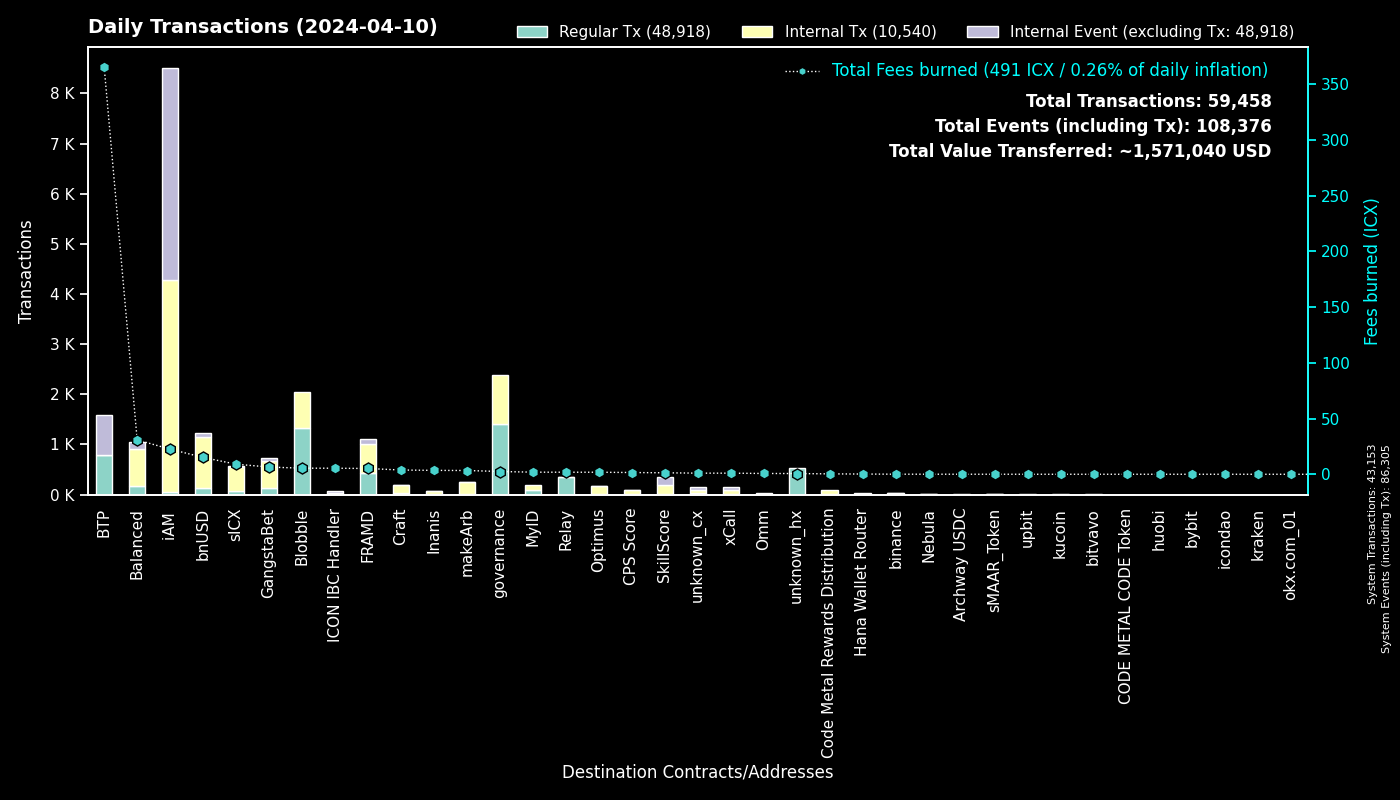 Daily Transactions (2024-04-10)
Regular Tx (48,918)
Internal Tx (10,540)
Internal Event (excluding Tx: 48,918)
Total Fees burned (491 ICX / 0.26% of daily inflation)
Total Transactions: 59,458
Total Events (including Tx): 108,376
Total Value Transferred: ~1,571,040 USD
Transactions
8 K
7 K
6 K
5 K
4 K
3 K
2 K
1 K
0 K
350
300
250
200
150
100
50
0
Fees burned (ICX)
BTP
Balanced
iAM
bnUSD
sICX
GangstaBet
Blobble
ICON IBC Hander
FRAMD
Craft
Inanis
makeArb
governance
MyID
Relay
Optimus
CPS Score
SkillScore
unknown_cx
xCall
Omm
unknown_hx
Code Metal Rewards Distribution
Hana Wallet Router
binance
Nebula
Archway USDC
sMAAR_Token
upbit
kucoin
bitvavo
CODE METAL CODE Token
huobi
bybit
icondao
kraken
okx.com_01
Destination Contracts/Addresses
System Transactions: 43,153
System Events (including Tx): 86,305